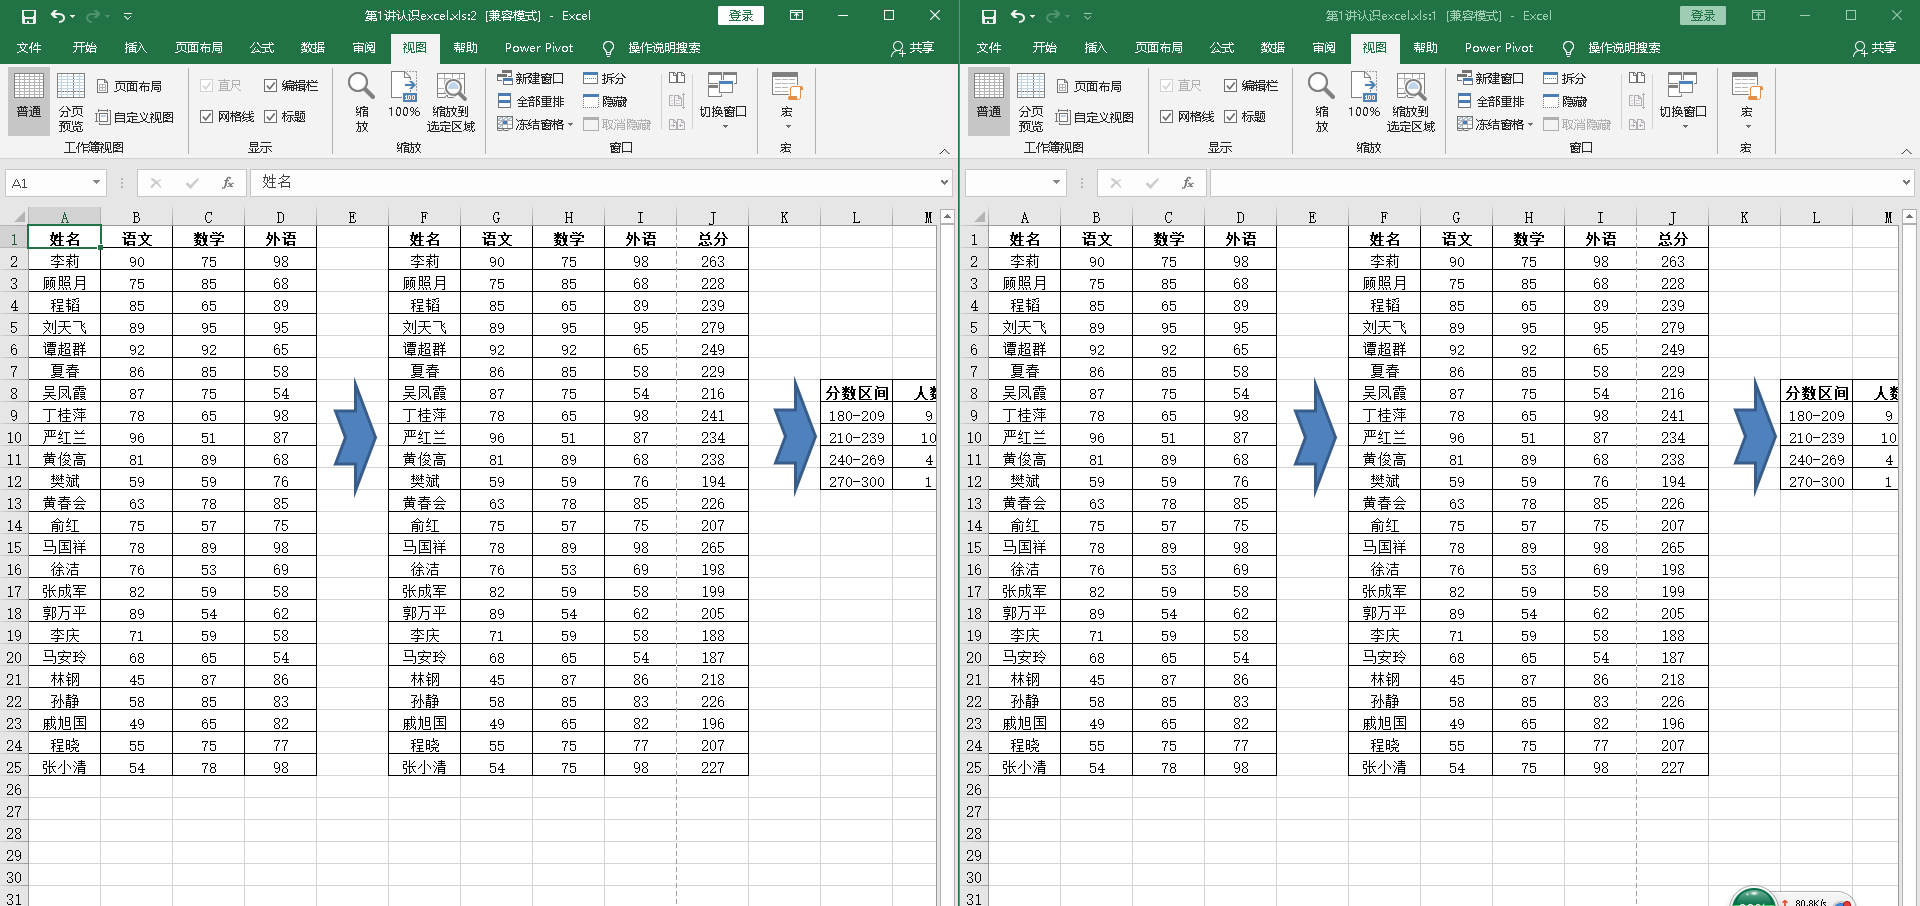 第1讲认识excel.xls:2 [兼容模式] - Excel
登录
文件 开始 插入 页面布局 公式 数据 审阅 视图 帮助 Power Pivot 操作说明搜索 共享
普通
分页预览
页面布局
自定义视图
工作簿视图
直尺 编辑栏
网格线 标题
显示
缩放
100%
缩放到选定区域
缩放
新建窗口 拆分
全部重排 隐藏
冻结窗格 取消隐藏
切换窗口
窗口
宏
宏
A1 fx 姓名
A B C D E F G H I J K L M
1 姓名 语文 数学 外语 姓名 语文 数学 外语 总分
2 李莉 90 75 98 李莉 90 75 98 263
3 顾照月 75 85 68 顾照月 75 85 68 228
4 程韬 85 65 89 程韬 85 65 89 239
5 刘天飞 89 95 95 刘天飞 89 95 95 279
6 谭超群 92 92 65 谭超群 92 92 65 249
7 夏春 86 85 58 夏春 86 85 58 229
8 吴凤霞 87 75 54 吴凤霞 87 75 54 216 分数区间 人数
9 丁桂萍 78 65 98 丁桂萍 78 65 98 241 180-209 9
10 严红兰 96 51 87 严红兰 96 51 87 234 210-239 10
11 黄俊高 81 89 68 黄俊高 81 89 68 238 240-269 4
12 樊斌 59 59 76 樊斌 59 59 76 194 270-300 1
13 黄春会 63 78 85 黄春会 63 78 85 226
14 俞红 75 57 75 俞红 75 57 75 207
15 马国祥 78 89 98 马国祥 78 89 98 265
16 徐洁 76 53 69 徐洁 76 53 69 198
17 张成军 82 59 58 张成军 82 59 58 199
18 郭万平 89 54 62 郭万平 89 54 62 205
19 李庆 71 59 58 李庆 71 59 58 188
20 马安玲 68 65 54 马安玲 68 65 54 187
21 林钢 45 87 86 林钢 45 87 86 218
22 孙静 58 85 83 孙静 58 85 83 226
23 戚旭国 49 65 82 戚旭国 49 65 82 196
24 程晓 55 75 77 程晓 55 75 77 207
25 张小清 54 78 98 张小清 54 75 98 227
26
27
28
29
30
31
第1讲认识excel.xls:1 [兼容模式] - Excel
登录
文件 开始 插入 页面布局 公式 数据 审阅 视图 帮助 Power Pivot 操作说明搜索 共享
普通
分页预览
页面布局
自定义视图
工作簿视图
直尺 编辑栏
网格线 标题
显示
缩放
100%
缩放到选定区域
缩放
新建窗口 拆分
全部重排 隐藏
冻结窗格 取消隐藏
切换窗口
窗口
宏
宏
fx
A B C D E F G H I J K L M
1 姓名 语文 数学 外语 姓名 语文 数学 外语 总分
2 李莉 90 75 98 李莉 90 75 98 263
3 顾照月 75 85 68 顾照月 75 85 68 228
4 程韬 85 65 89 程韬 85 65 89 239
5 刘天飞 89 95 95 刘天飞 89 95 95 279
6 谭超群 92 92 65 谭超群 92 92 65 249
7 夏春 86 85 58 夏春 86 85 58 229
8 吴凤霞 87 75 54 吴凤霞 87 75 54 216 分数区间 人数
9 丁桂萍 78 65 98 丁桂萍 78 65 98 241 180-209 9
10 严红兰 96 51 87 严红兰 96 51 87 234 210-239 10
11 黄俊高 81 89 68 黄俊高 81 89 68 238 240-269 4
12 樊斌 59 59 76 樊斌 59 59 76 194 270-300 1
13 黄春会 63 78 85 黄春会 63 78 85 226
14 俞红 75 57 75 俞红 75 57 75 207
15 马国祥 78 89 98 马国祥 78 89 98 265
16 徐洁 76 53 69 徐洁 76 53 69 198
17 张成军 82 59 58 张成军 82 59 58 199
18 郭万平 89 54 62 郭万平 89 54 62 205
19 李庆 71 59 58 李庆 71 59 58 188
20 马安玲 68 65 54 马安玲 68 65 54 187
21 林钢 45 87 86 林钢 45 87 86 218
22 孙静 58 85 83 孙静 58 85 83 226
23 戚旭国 49 65 82 戚旭国 49 65 82 196
24 程晓 55 75 77 程晓 55 75 77 207
25 张小清 54 78 98 张小清 54 75 98 227
26
27
28
29
30
31
80.8K/s